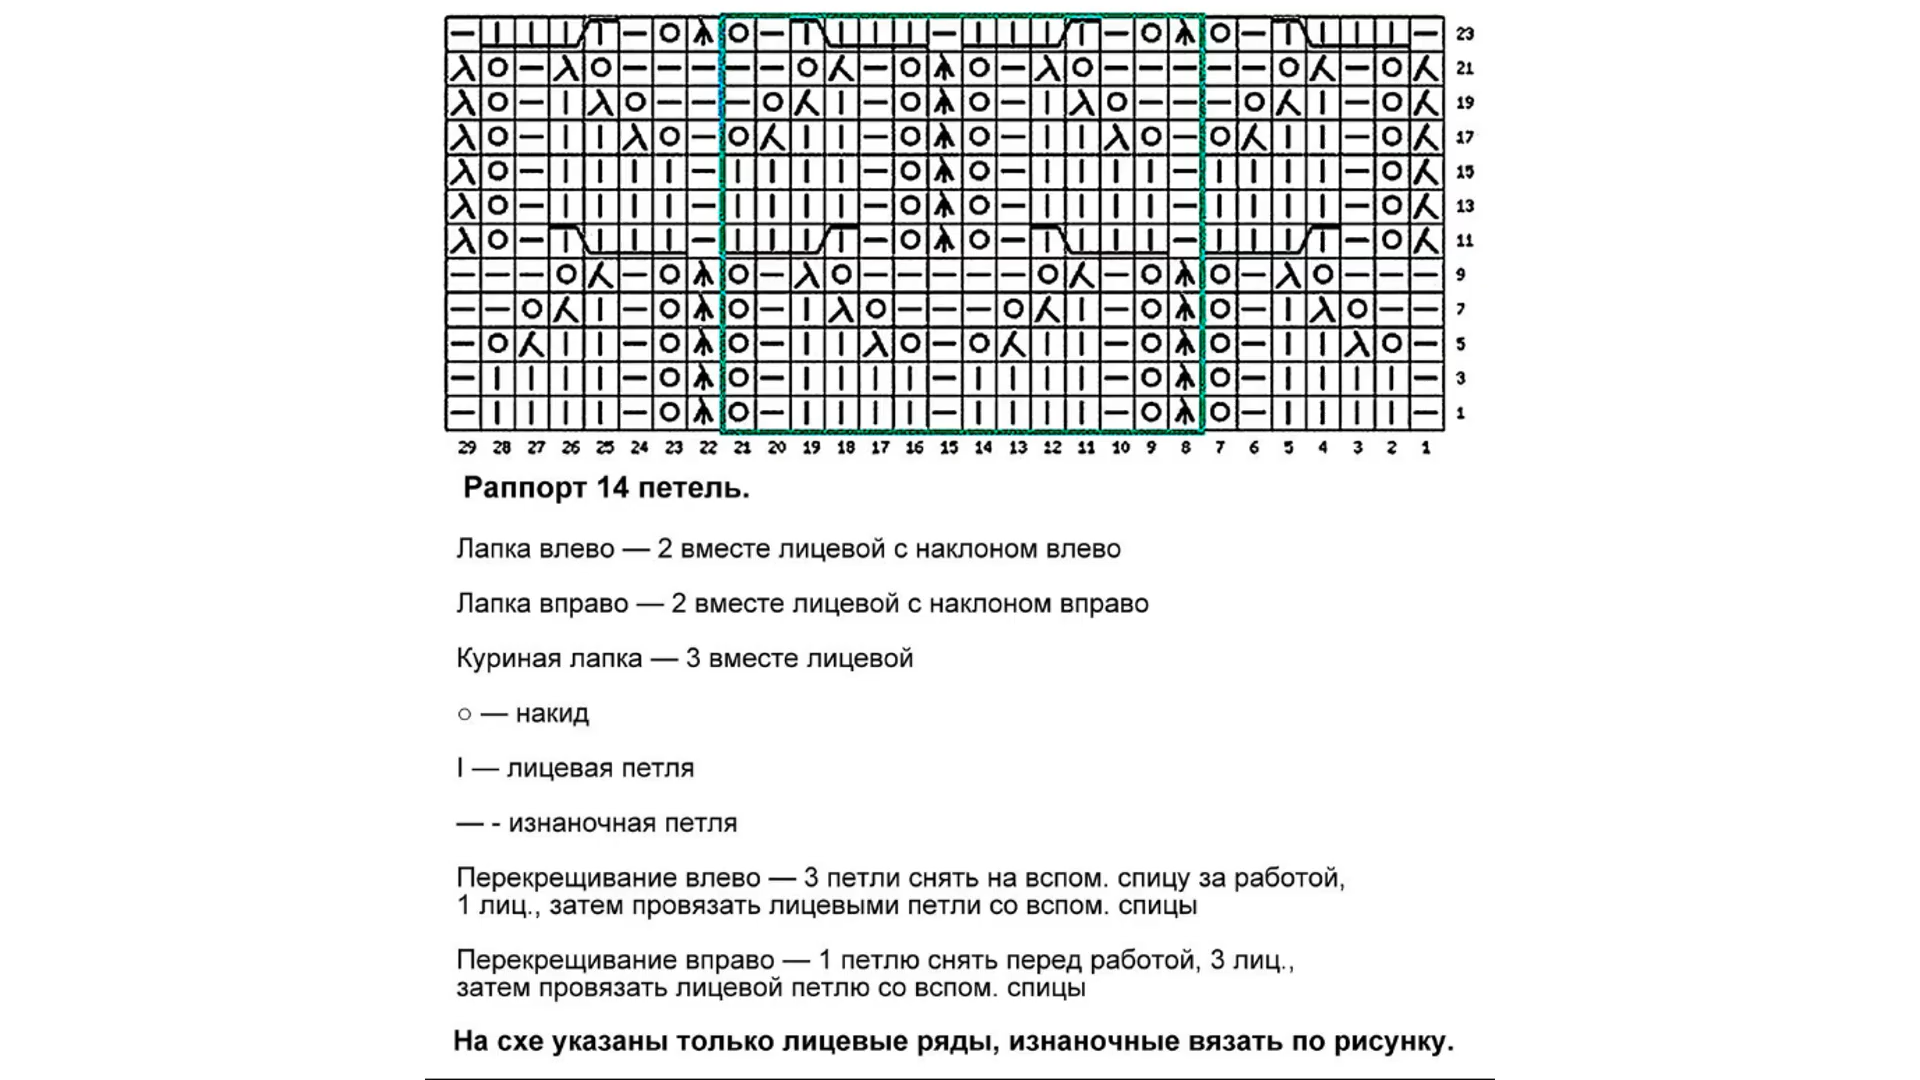 23
21
19
17
15
13
11
9
7
5
3
1
29 28 27 26 25 24 23 22 21 20 19 18 17 16 15 14 13 12 11 10 9 8 7 6 5 4 3 2 1
Раппорт 14 петель.
Лапка влево — 2 вместе лицевой с наклоном влево
Лапка вправо — 2 вместе лицевой с наклоном вправо
Куриная лапка — 3 вместе лицевой
○ — накид
I — лицевая петля
— - изнаночная петля
Перекрещивание влево — 3 петли снять на вспом. спицу за работой,
1 лиц., затем провязать лицевыми петли со вспом. спицы
Перекрещивание вправо — 1 петлю снять перед работой, 3 лиц.,
затем провязать лицевой петлю со вспом. спицы
На схе указаны только лицевые ряды, изнаночные вязать по рисунку.